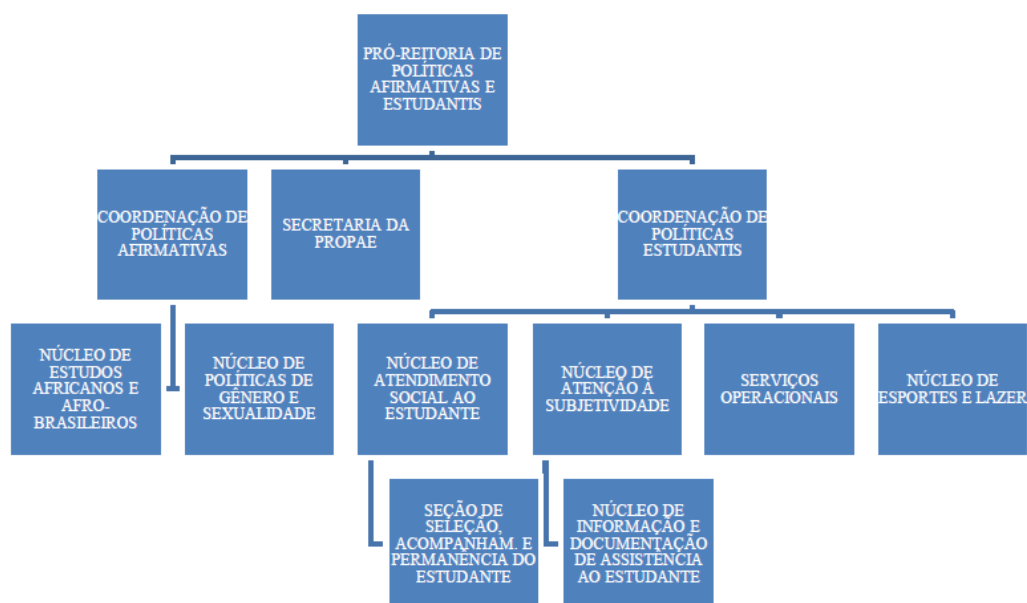 PRÓ-REITORIA DE
POLÍTICAS
AFIRMATIVAS E
ESTUDANTIS
COORDENAÇÃO DE
POLÍTICAS
AFIRMATIVAS
SECRETARIA DA
PROPAE
COORDENAÇÃO DE
POLÍTICAS
ESTUDANTIS
NÚCLEO DE
ESTUDOS
AFRICANOS E
AFRO-
BRASILEIROS
NÚCLEO DE
POLÍTICAS DE
GÊNERO E
SEXUALIDADE
NÚCLEO DE
ATENDIMENTO
SOCIAL AO
ESTUDANTE
NÚCLEO DE
ATENÇÃO À
SUBJETIVIDADE
SERVIÇOS
OPERACIONAIS
NÚCLEO DE
ESPORTES E LAZER
SEÇÃO DE
SELEÇÃO,
ACOMPANHAM. E
PERMANÊNCIA DO
ESTUDANTE
NÚCLEO DE
INFORMAÇÃO E
DOCUMENTAÇÃO
DE ASSISTÊNCIA
AO ESTUDANTE